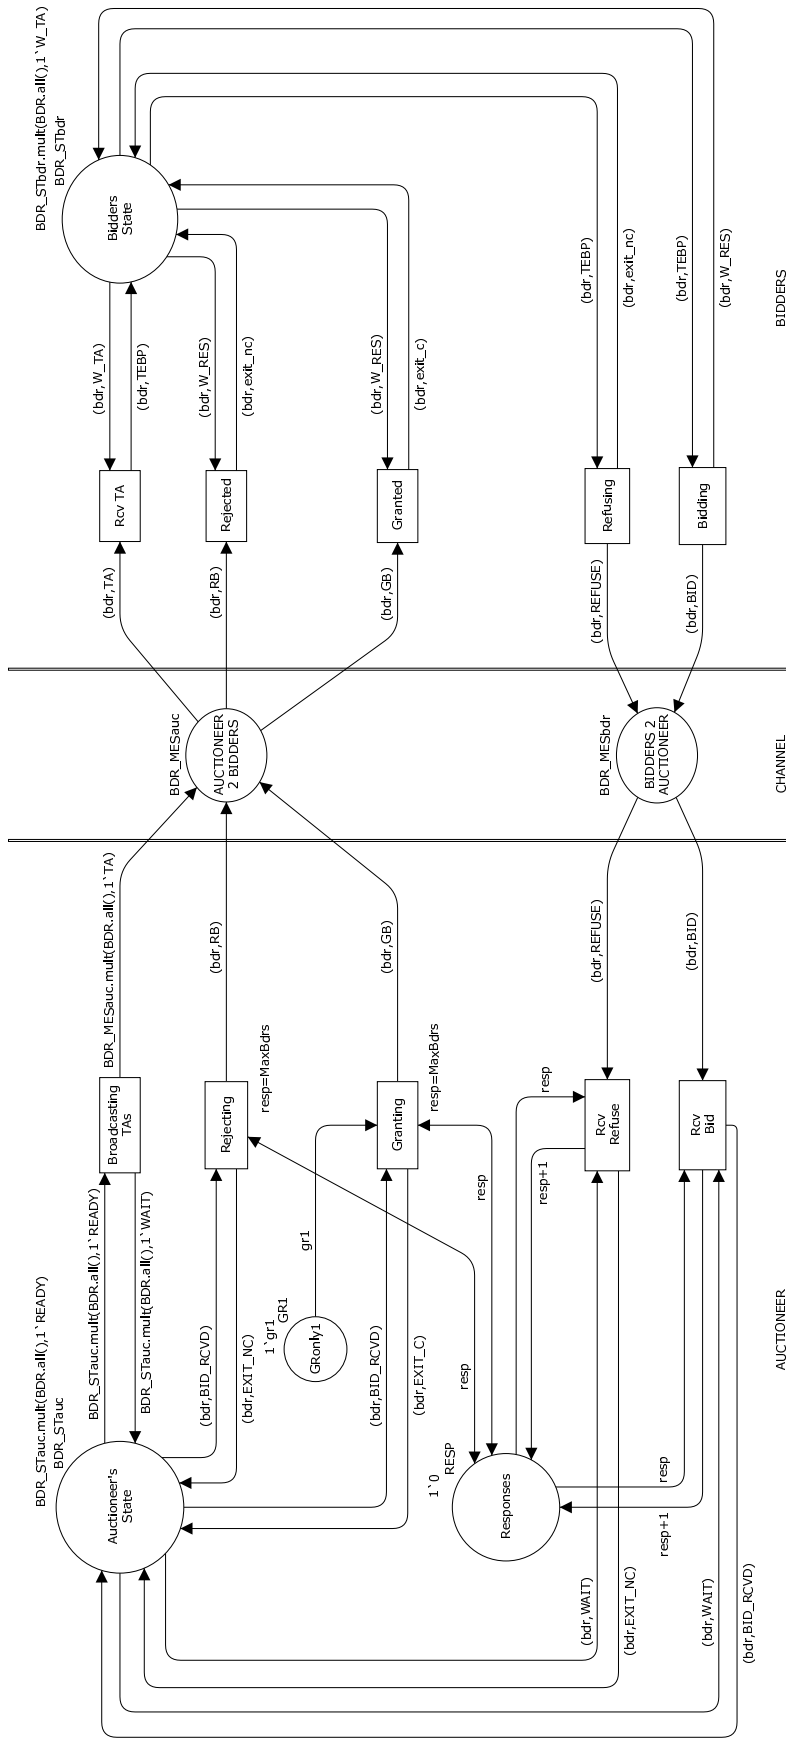 BDR_STauc.mult(BDR.all(),1`READY)
BDR_STauc
Auctioneer's
State
BDR_STauc.mult(BDR.all(),1`READY)
BDR_STauc.mult(BDR.all(),1`WAIT)
Broadcasting
TAs
BDR_MESauc.mult(BDR.all(),1`TA)
(bdr,BID_RCVD)
(bdr,EXIT_NC)
Rejecting
resp=MaxBdrs
(bdr,RB)
1`gr1
GR1
GRonly1
gr1
(bdr,BID_RCVD)
(bdr,EXIT_C)
Granting
resp=MaxBdrs
(bdr,GB)
resp
resp
1`0
RESP
Responses
resp
resp+1
Rcv
Refuse
(bdr,REFUSE)
(bdr,WAIT)
(bdr,EXIT_NC)
resp
resp+1
Rcv
Bid
(bdr,BID)
(bdr,WAIT)
(bdr,BID_RCVD)
AUCTIONEER
BDR_MESauc
AUCTIONEER
2 BIDDERS
BDR_MESbdr
BIDDERS 2
AUCTIONEER
CHANNEL
BDR_STbdr.mult(BDR.all(),1`W_TA)
BDR_STbdr
Bidders
State
(bdr,TA)
Rcv TA
(bdr,W_TA)
(bdr,TEBP)
(bdr,RB)
Rejected
(bdr,W_RES)
(bdr,exit_nc)
(bdr,GB)
Granted
(bdr,W_RES)
(bdr,exit_c)
(bdr,REFUSE)
Refusing
(bdr,TEBP)
(bdr,exit_nc)
(bdr,BID)
Bidding
(bdr,TEBP)
(bdr,W_RES)
BIDDERS